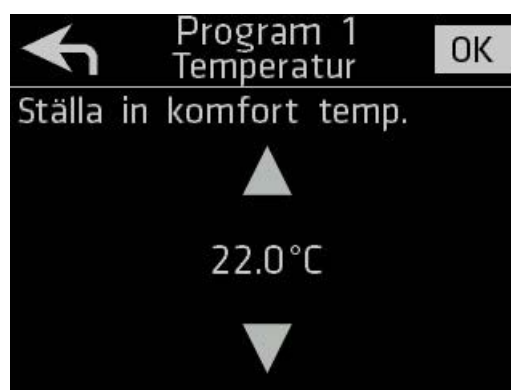 Program 1
Temperatur
OK
Ställa in komfort temp.
22.0°C